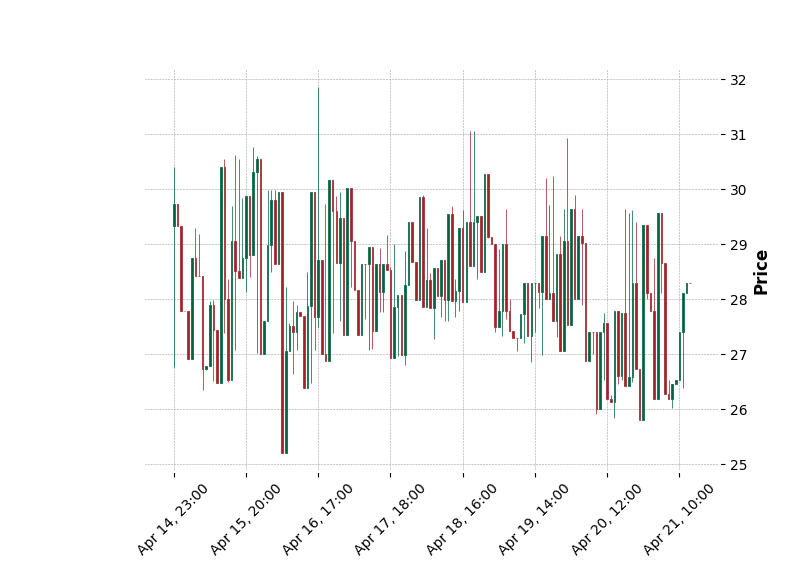 32
31
30
29
28
27
26
25
Price
Apr 14, 23:00
Apr 15, 20:00
Apr 16, 17:00
Apr 17, 18:00
Apr 18, 16:00
Apr 19, 14:00
Apr 20, 12:00
Apr 21, 10:00